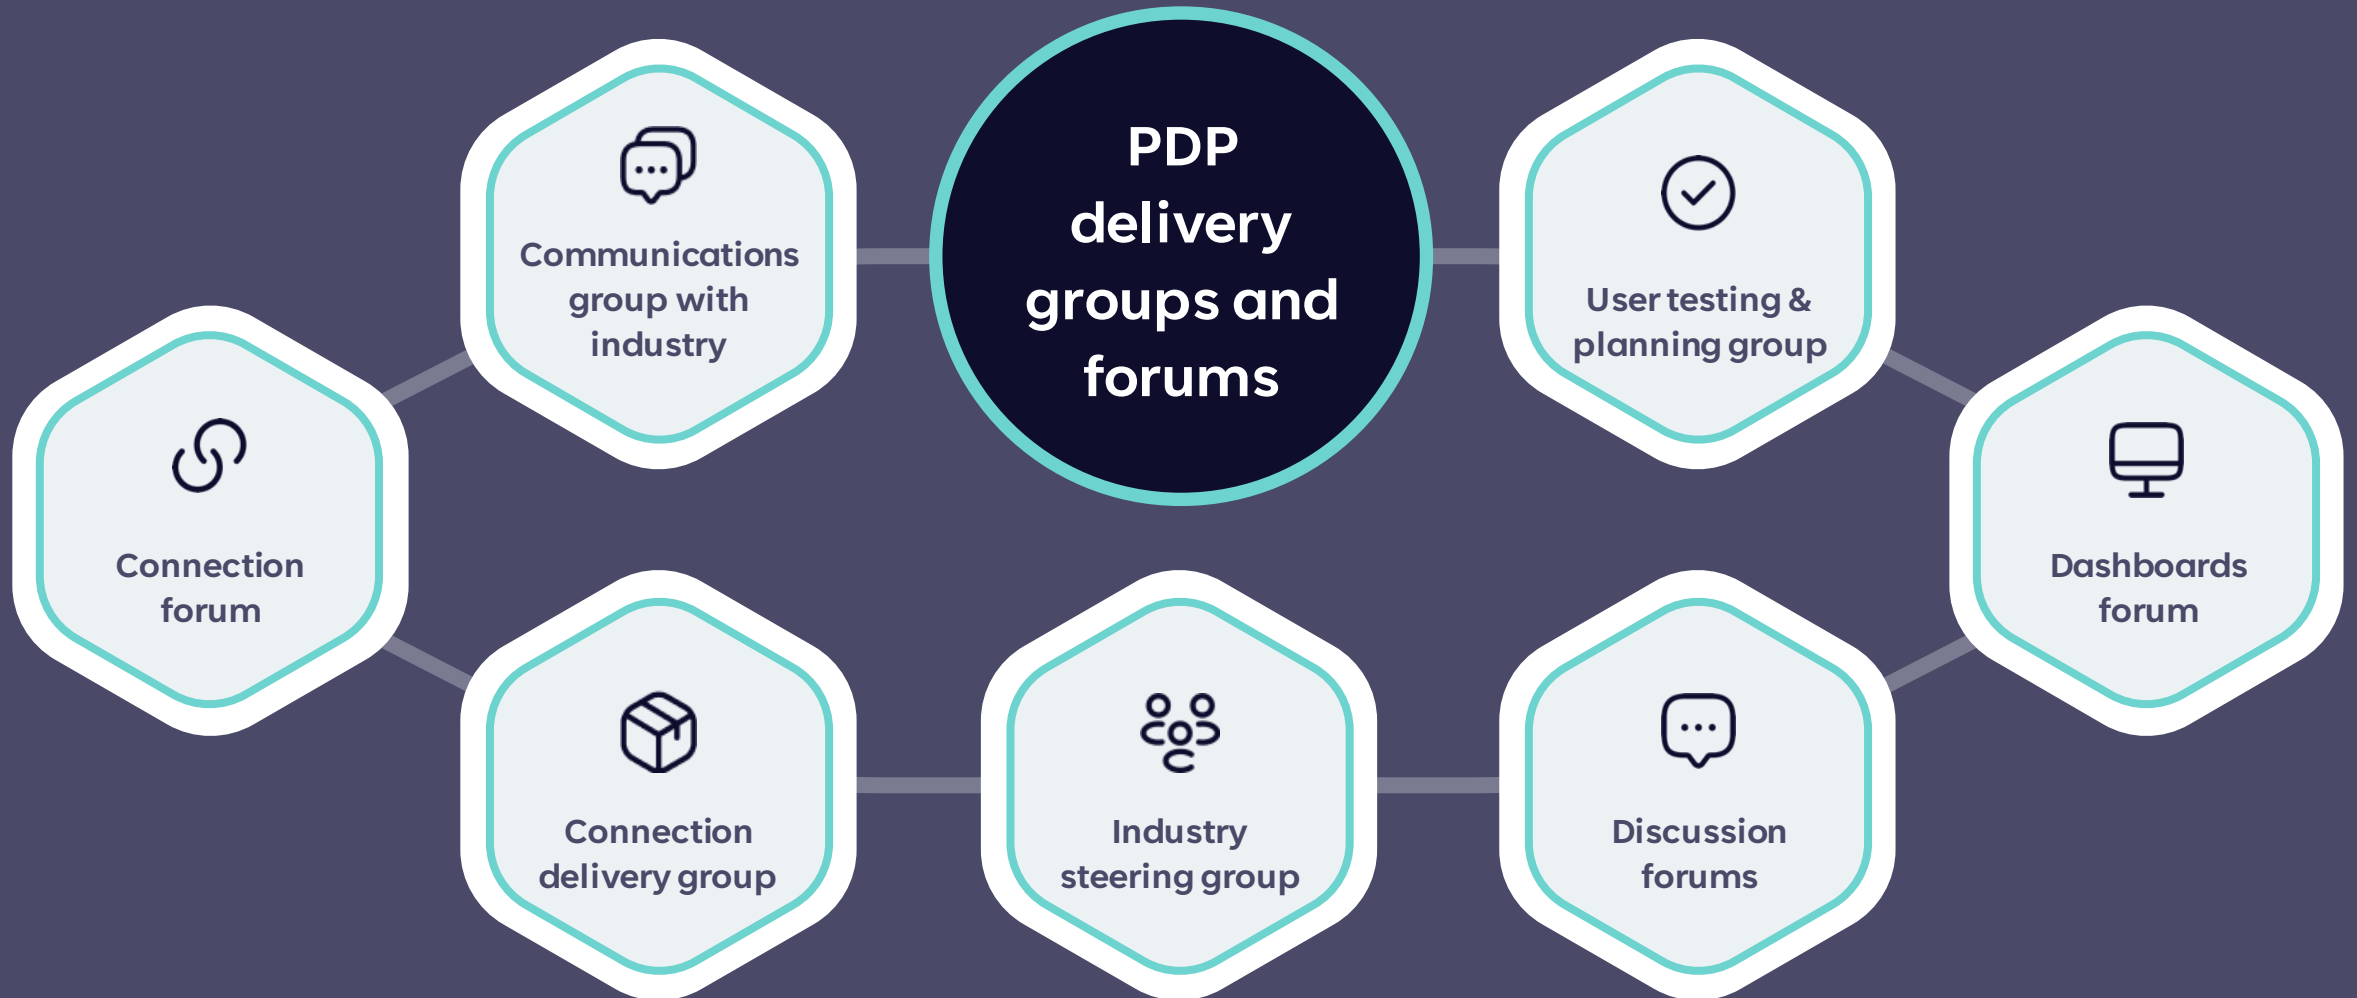 PDP
delivery
groups and
forums
Communications
group with
industry
User testing &
planning group
Connection
forum
Dashboards
forum
Connection
delivery group
Industry
steering group
Discussion
forums